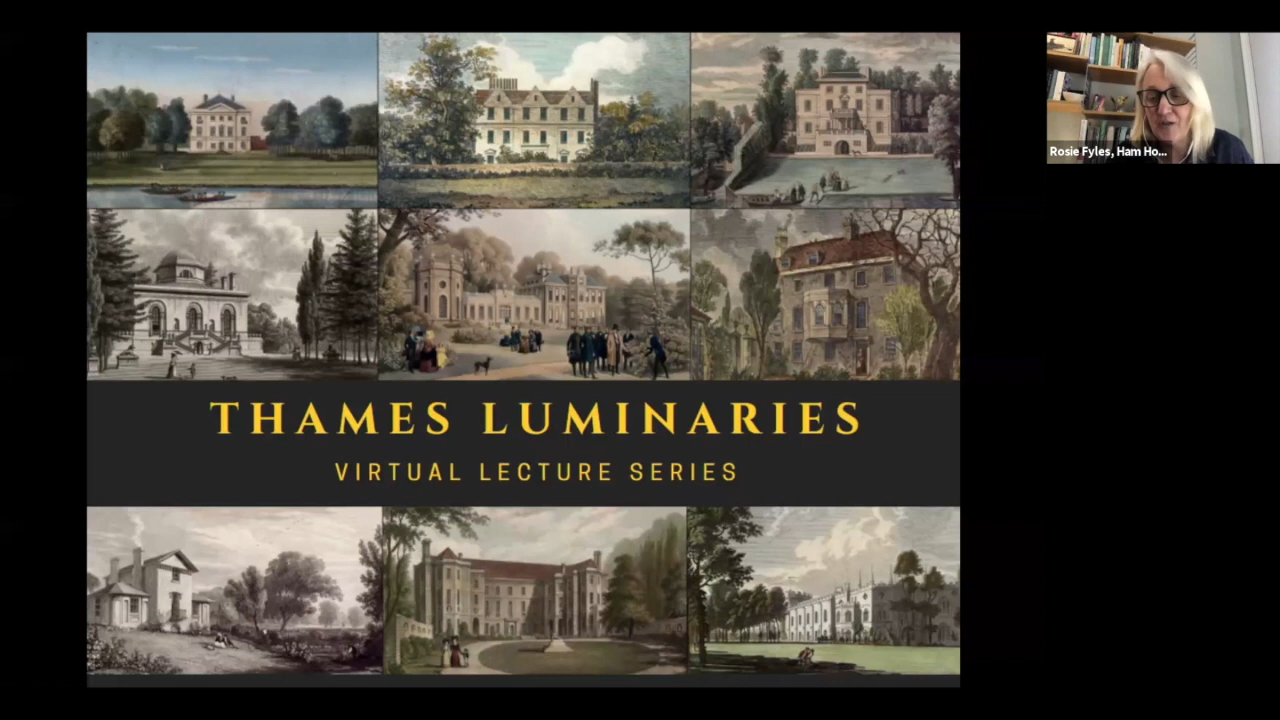 Rosie Fyles, Ham Ho...
THAMES LUMINARIES
VIRTUAL LECTURE SERIES